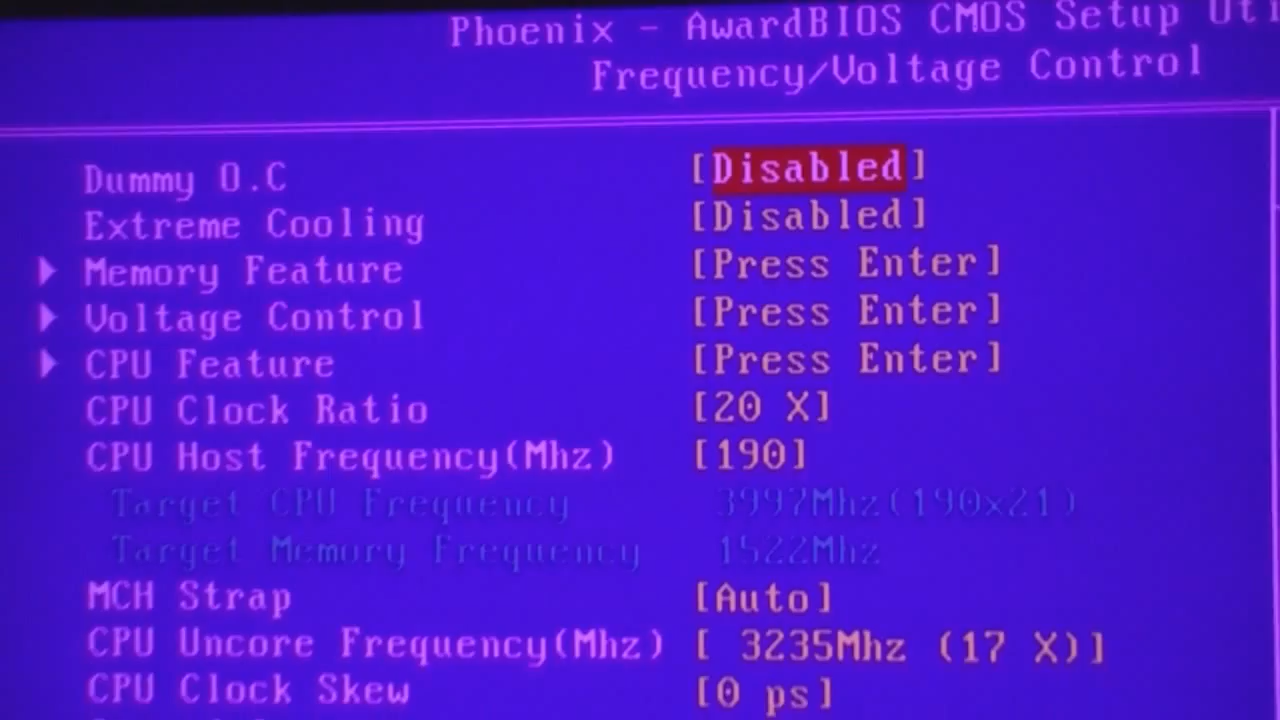 Phoenix - AwardBIOS CMOS Setup
Frequency/Voltage Control
Dummy O.C [Disabled]
Extreme Cooling [Disabled]
Memory Feature [Press Enter]
Voltage Control [Press Enter]
CPU Feature [Press Enter]
CPU Clock Ratio [20 X]
CPU Host Frequency(Mhz) [190]
Target CPU Frequency 3997Mhz(190x21)
Target Memory Frequency 1522Mhz
MCH Strap [Auto]
CPU Uncore Frequency(Mhz) [ 3235Mhz (17 X)]
CPU Clock Skew [0 ps]